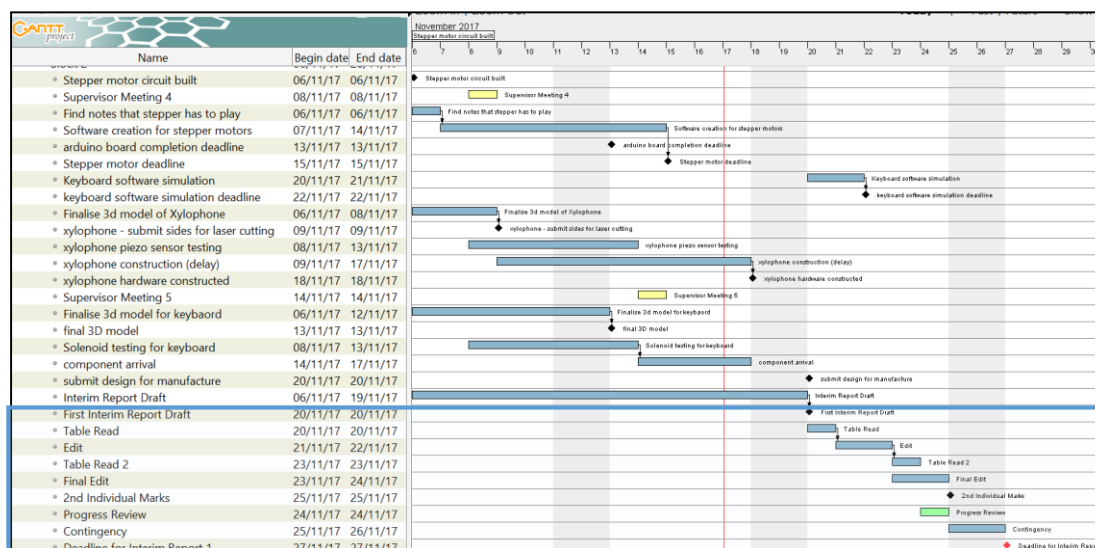 GANTT
project
November 2017
Stepper motor circuit built
Name Begin date End date
6 7 8 9 10 11 12 13 14 15 16 17 18 19 20 21 22 23 24 25 26 27 28 29
Stepper motor circuit built 06/11/17 06/11/17 Stepper motor circuit built
Supervisor Meeting 4 08/11/17 08/11/17 Supervisor Meeting 4
Find notes that stepper has to play 06/11/17 06/11/17 Find notes that stepper has to play
Software creation for stepper motors 07/11/17 14/11/17 Software creation for stepper motors
arduino board completion deadline 13/11/17 13/11/17 arduino board completion deadline
Stepper motor deadline 15/11/17 15/11/17 Stepper motor deadline
Keyboard software simulation 20/11/17 21/11/17 Keyboard software simulation
keyboard software simulation deadline 22/11/17 22/11/17 keyboard software simulation deadline
Finalise 3d model of Xylophone 06/11/17 08/11/17 Finalise 3d model of Xylophone
xylophone - submit sides for laser cutting 09/11/17 09/11/17 xylophone - submit sides for laser cutting
xylophone piezo sensor testing 08/11/17 13/11/17 xylophone piezo sensor testing
xylophone construction (delay) 09/11/17 17/11/17 xylophone construction (delay)
xylophone hardware constructed 18/11/17 18/11/17 xylophone hardware constructed
Supervisor Meeting 5 14/11/17 14/11/17 Supervisor Meeting 5
Finalise 3d model for keybaord 06/11/17 12/11/17 Finalise 3d model for keybaord
final 3D model 13/11/17 13/11/17 final 3D model
Solenoid testing for keyboard 08/11/17 13/11/17 Solenoid testing for keyboard
component arrival 14/11/17 17/11/17 component arrival
submit design for manufacture 20/11/17 20/11/17 submit design for manufacture
Interim Report Draft 06/11/17 19/11/17 Interim Report Draft
First Interim Report Draft 20/11/17 20/11/17 First Interim Report Draft
Table Read 20/11/17 20/11/17 Table Read
Edit 21/11/17 22/11/17 Edit
Table Read 2 23/11/17 23/11/17 Table Read 2
Final Edit 23/11/17 24/11/17 Final Edit
2nd Individual Marks 25/11/17 25/11/17 2nd Individual Marks
Progress Review 24/11/17 24/11/17 Progress Review
Contingency 25/11/17 26/11/17 Contingency
Deadline for Interim Report 1 27/11/17 27/11/17 Deadline for Interim Repo